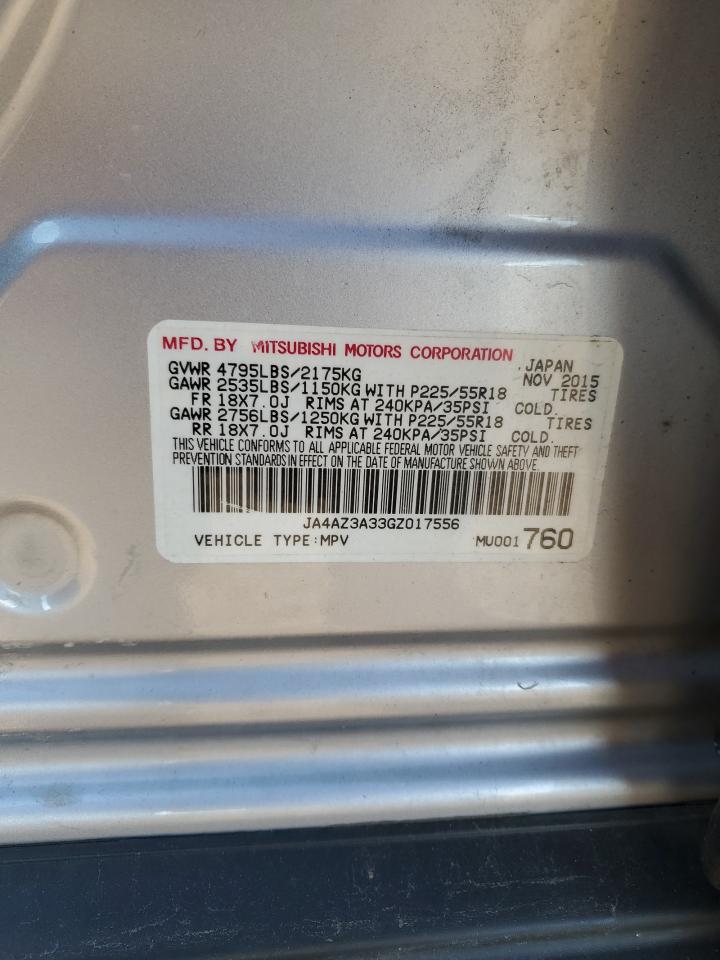 MFD. BY MITSUBISHI MOTORS CORPORATION
GVWR 4795LBS/2175KG JAPAN
NOV 2015
GAWR 2535LBS/1150KG WITH P225/55R18 TIRES
FR 18X7.0J RIMS AT 240KPA/35PSI COLD.
GAWR 2756LBS/1250KG WITH P225/55R18 TIRES
RR 18X7.0J RIMS AT 240KPA/35PSI COLD.
THIS VEHICLE CONFORMS TO ALL APPLICABLE FEDERAL MOTOR VEHICLE SAFETY AND THEFT
PREVENTION STANDARDS IN EFFECT ON THE DATE OF MANUFACTURE SHOWN ABOVE.
JA4AZ3A33GZ017556
VEHICLE TYPE:MPV MU001760